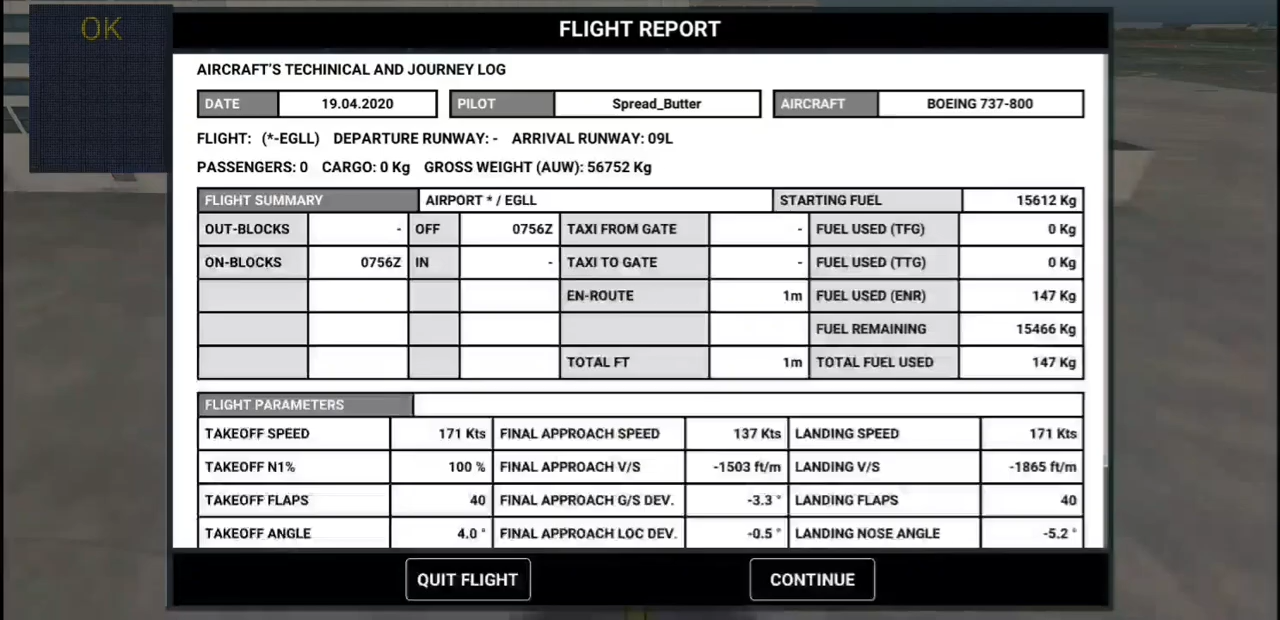 OK
FLIGHT REPORT
AIRCRAFT'S TECHINICAL AND JOURNEY LOG
DATE 19.04.2020 PILOT Spread_Butter AIRCRAFT BOEING 737-800
FLIGHT: (*-EGLL) DEPARTURE RUNWAY: - ARRIVAL RUNWAY: 09L
PASSENGERS: 0 CARGO: 0 Kg GROSS WEIGHT (AUW): 56752 Kg
FLIGHT SUMMARY AIRPORT * / EGLL STARTING FUEL 15612 Kg
OUT-BLOCKS - OFF 0756Z TAXI FROM GATE - FUEL USED (TFG) 0 Kg
ON-BLOCKS 0756Z IN - TAXI TO GATE - FUEL USED (TTG) 0 Kg
EN-ROUTE 1m FUEL USED (ENR) 147 Kg
FUEL REMAINING 15466 Kg
TOTAL FT 1m TOTAL FUEL USED 147 Kg
FLIGHT PARAMETERS
TAKEOFF SPEED 171 Kts FINAL APPROACH SPEED 137 Kts LANDING SPEED 171 Kts
TAKEOFF N1% 100 % FINAL APPROACH V/S -1503 ft/m LANDING V/S -1865 ft/m
TAKEOFF FLAPS 40 FINAL APPROACH G/S DEV. -3.3 ° LANDING FLAPS 40
TAKEOFF ANGLE 4.0 ° FINAL APPROACH LOC DEV. -0.5 ° LANDING NOSE ANGLE -5.2 °
QUIT FLIGHT CONTINUE